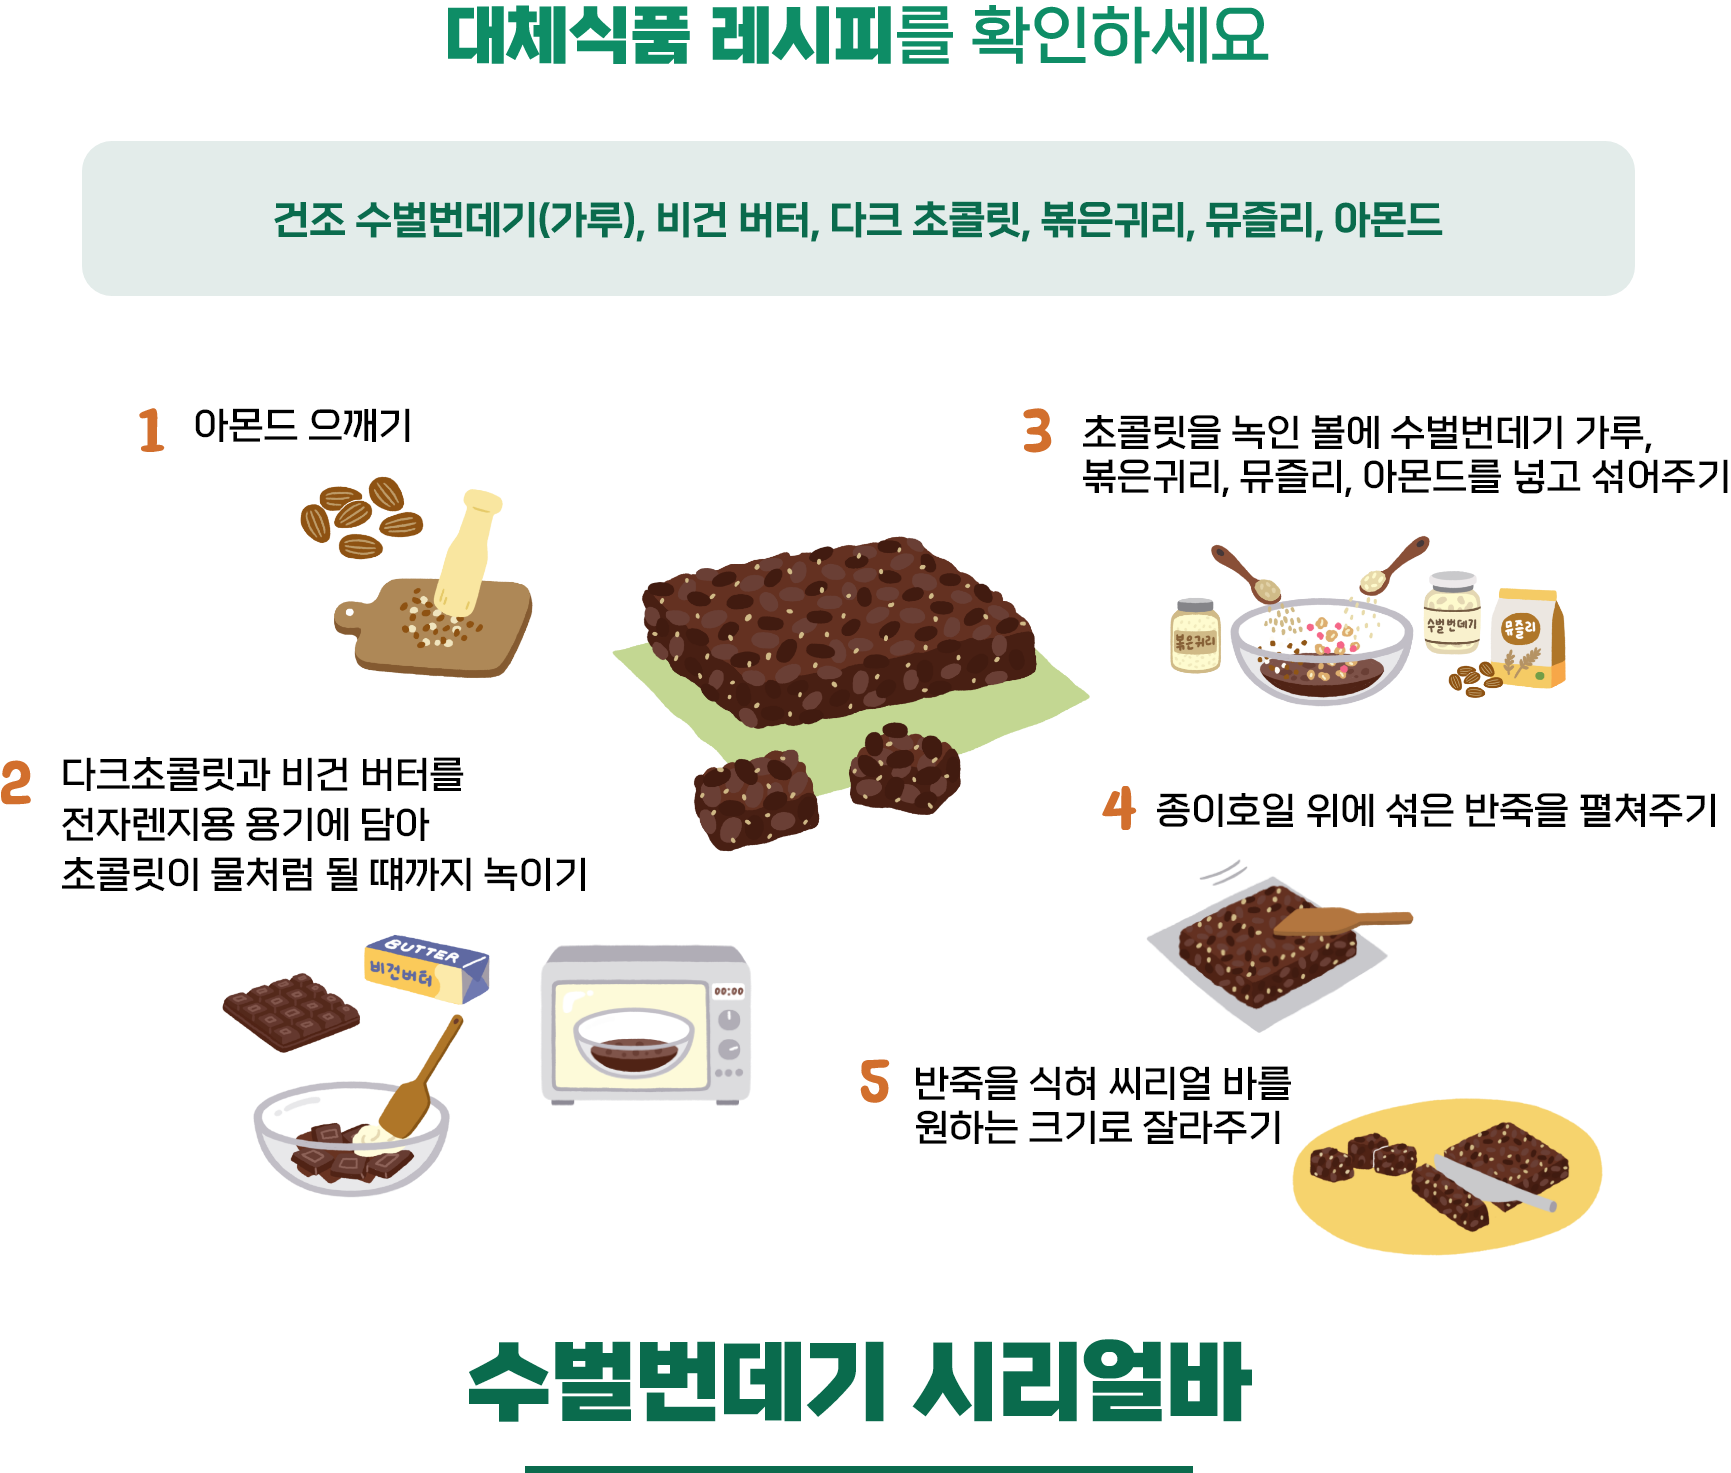 대체식품 레시피를 확인하세요
건조 수벌번데기(가루), 비건 버터, 다크 초콜릿, 볶은귀리, 뮤즐리, 아몬드
1 아몬드 으깨기
2 다크초콜릿과 비건 버터를
전자렌지용 용기에 담아
초콜릿이 물처럼 될 떄까지 녹이기
BUTTER
비건버터
00:00
3 초콜릿을 녹인 볼에 수벌번데기 가루,
볶은귀리, 뮤즐리, 아몬드를 넣고 섞어주기
볶은귀리
수벌번데기
뮤즐리
4 종이호일 위에 섞은 반죽을 펼쳐주기
5 반죽을 식혀 씨리얼 바를
원하는 크기로 잘라주기
수벌번데기 시리얼바